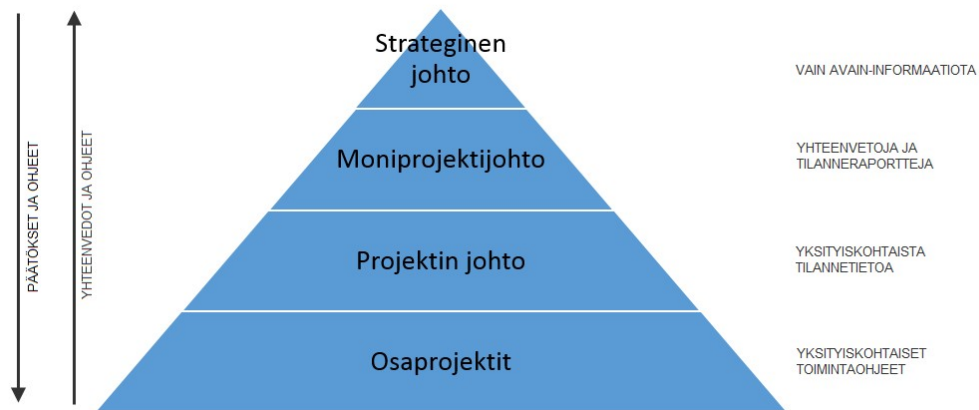 PÄÄTÖKSET JA OHJEET
YHTEENVEDOT JA OHJEET
Strateginen
johto
VAIN AVAIN-INFORMAATIOTA
Moniprojektijohto
YHTEENVETOJA JA
TILANNERAPORTTEJA
Projektin johto
YKSITYISKOHTAISTA
TILANNETIETOA
Osaprojektit
YKSITYISKOHTAISET
TOIMINTAOHJEET